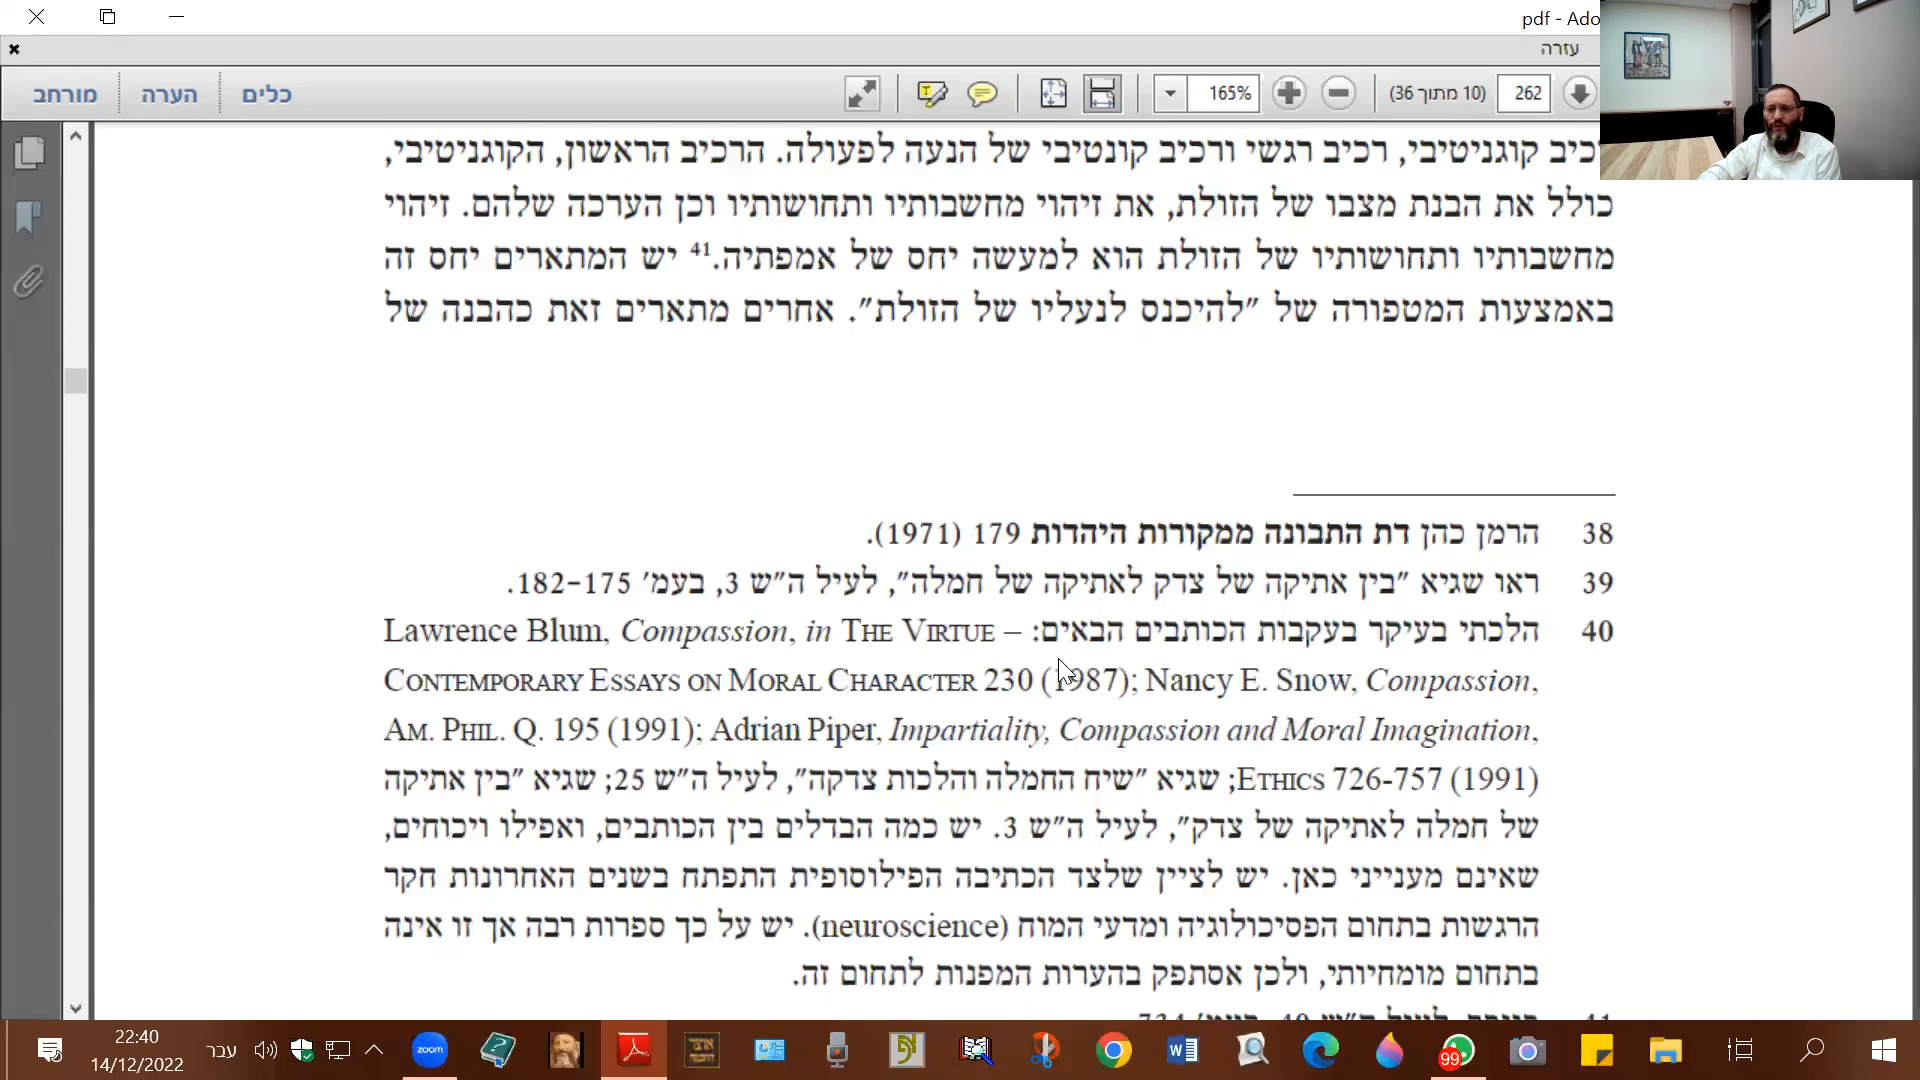 pdf - Ado
עזרה
כלים
הערה
מורחב
165%
(10 מתוך 36)
262
קוגניטיבי, רכיב רגשי ורכיב קונטיבי של הנעה לפעולה. הרכיב הראשון, הקוגניטיבי,
כולל את הבנת מצבו של הזולת, את זיהוי מחשבותיו ותחושותיו וכן הערכה שלהם. זיהוי
מחשבותיו ותחושותיו של הזולת הוא למעשה יחס של אמפתיה.41 יש המתארים יחס זה
באמצעות המטפורה של "להיכנס לנעליו של הזולת". אחרים מתארים זאת כהבנה של
38 הרמן כהן דת התבונה ממקורות היהדות 179 (1971).
39 ראו שגיא "בין אתיקה של צדק לאתיקה של חמלה", לעיל ה"ש 3, בעמ' 175–182.
40 הלכתי בעיקר בעקבות הכותבים הבאים: – Lawrence Blum, Compassion, in THE VIRTUE
CONTEMPORARY ESSAYS ON MORAL CHARACTER 230 (1987); Nancy E. Snow, Compassion,
AM. PHIL. Q. 195 (1991); Adrian Piper, Impartiality, Compassion and Moral Imagination,
ETHICS 726-757 (1991); שגיא "שיח החמלה והלכות צדקה", לעיל ה"ש 25; שגיא "בין אתיקה
של חמלה לאתיקה של צדק", לעיל ה"ש 3. יש כמה הבדלים בין הכותבים, ואפילו ויכוחים,
שאינם מענייני כאן. יש לציין שלצד הכתיבה הפילוסופית התפתח בשנים האחרונות חקר
הרגשות בתחום הפסיכולוגיה ומדעי המוח (neuroscience). יש על כך ספרות רבה אך זו אינה
בתחום מומחיותי, ולכן אסתפק בהערות המפנות לתחום זה.
22:40
14/12/2022
עבר
zoom
99